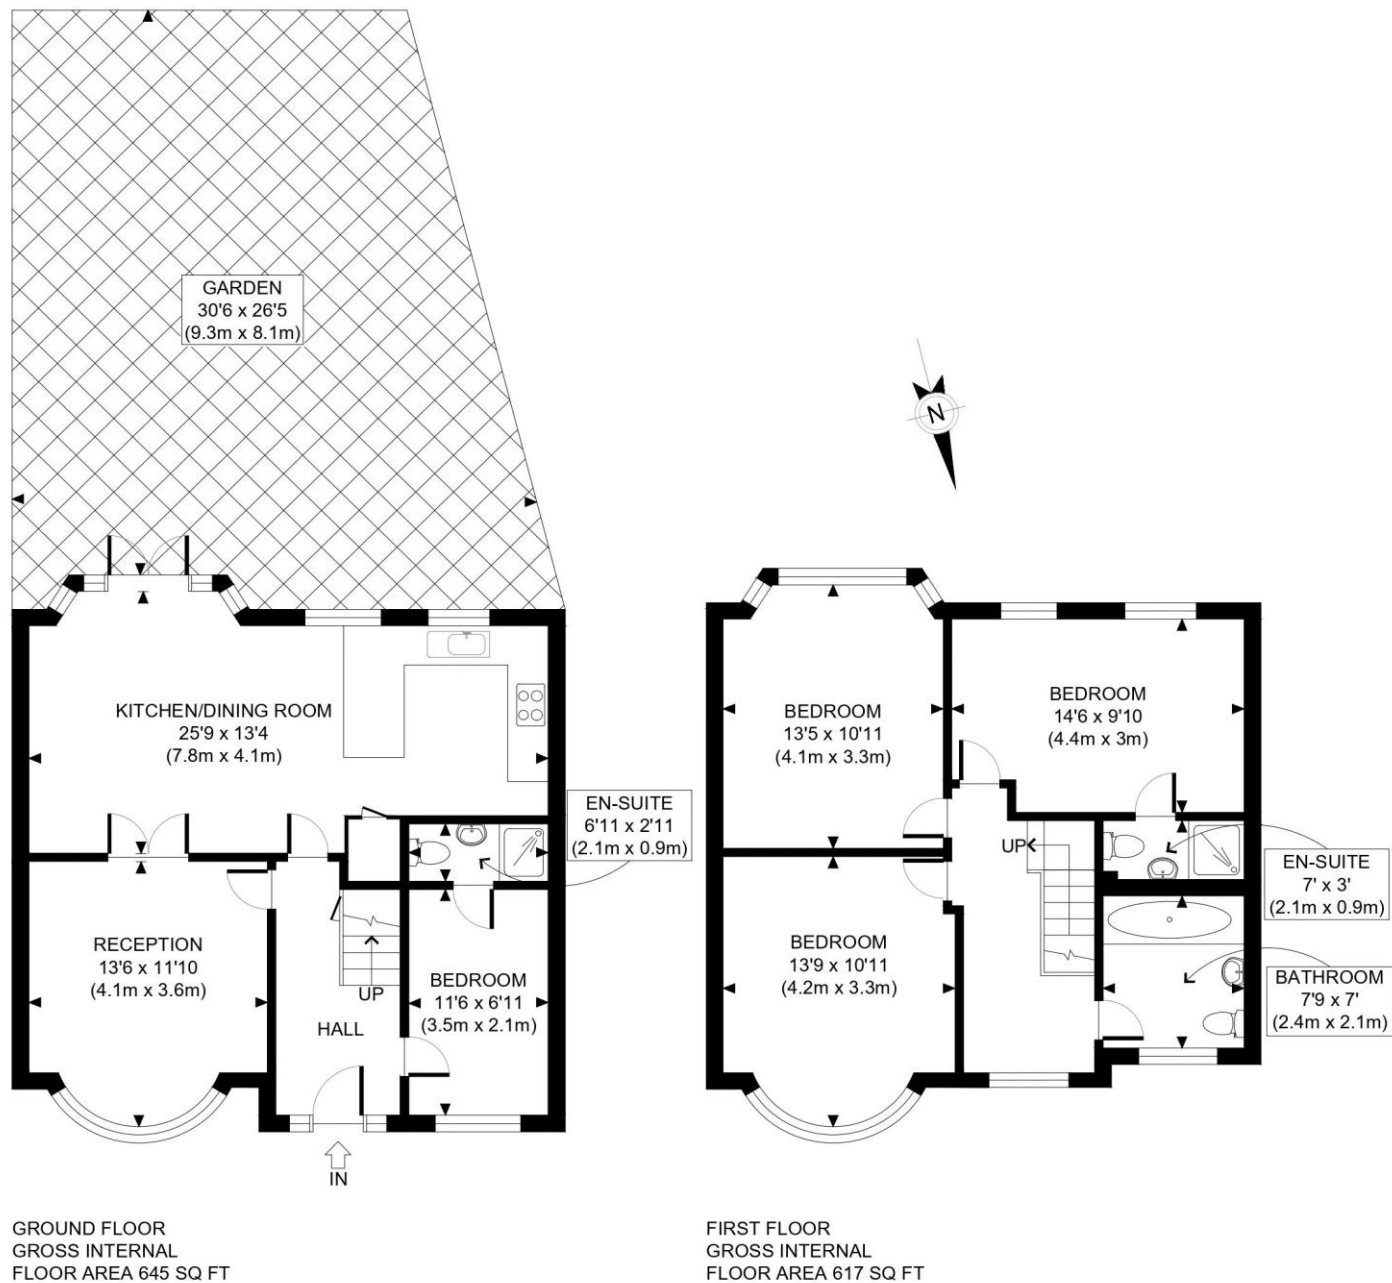 GARDEN
30'6 x 26'5
(9.3m x 8.1m)
N
KITCHEN/DINING ROOM
25'9 x 13'4
(7.8m x 4.1m)
EN-SUITE
6'11 x 2'11
(2.1m x 0.9m)
RECEPTION
13'6 x 11'10
(4.1m x 3.6m)
UP
HALL
BEDROOM
11'6 x 6'11
(3.5m x 2.1m)
IN
GROUND FLOOR
GROSS INTERNAL
FLOOR AREA 645 SQ FT
BEDROOM
13'5 x 10'11
(4.1m x 3.3m)
BEDROOM
14'6 x 9'10
(4.4m x 3m)
UP
EN-SUITE
7' x 3'
(2.1m x 0.9m)
BEDROOM
13'9 x 10'11
(4.2m x 3.3m)
BATHROOM
7'9 x 7'
(2.4m x 2.1m)
FIRST FLOOR
GROSS INTERNAL
FLOOR AREA 617 SQ FT